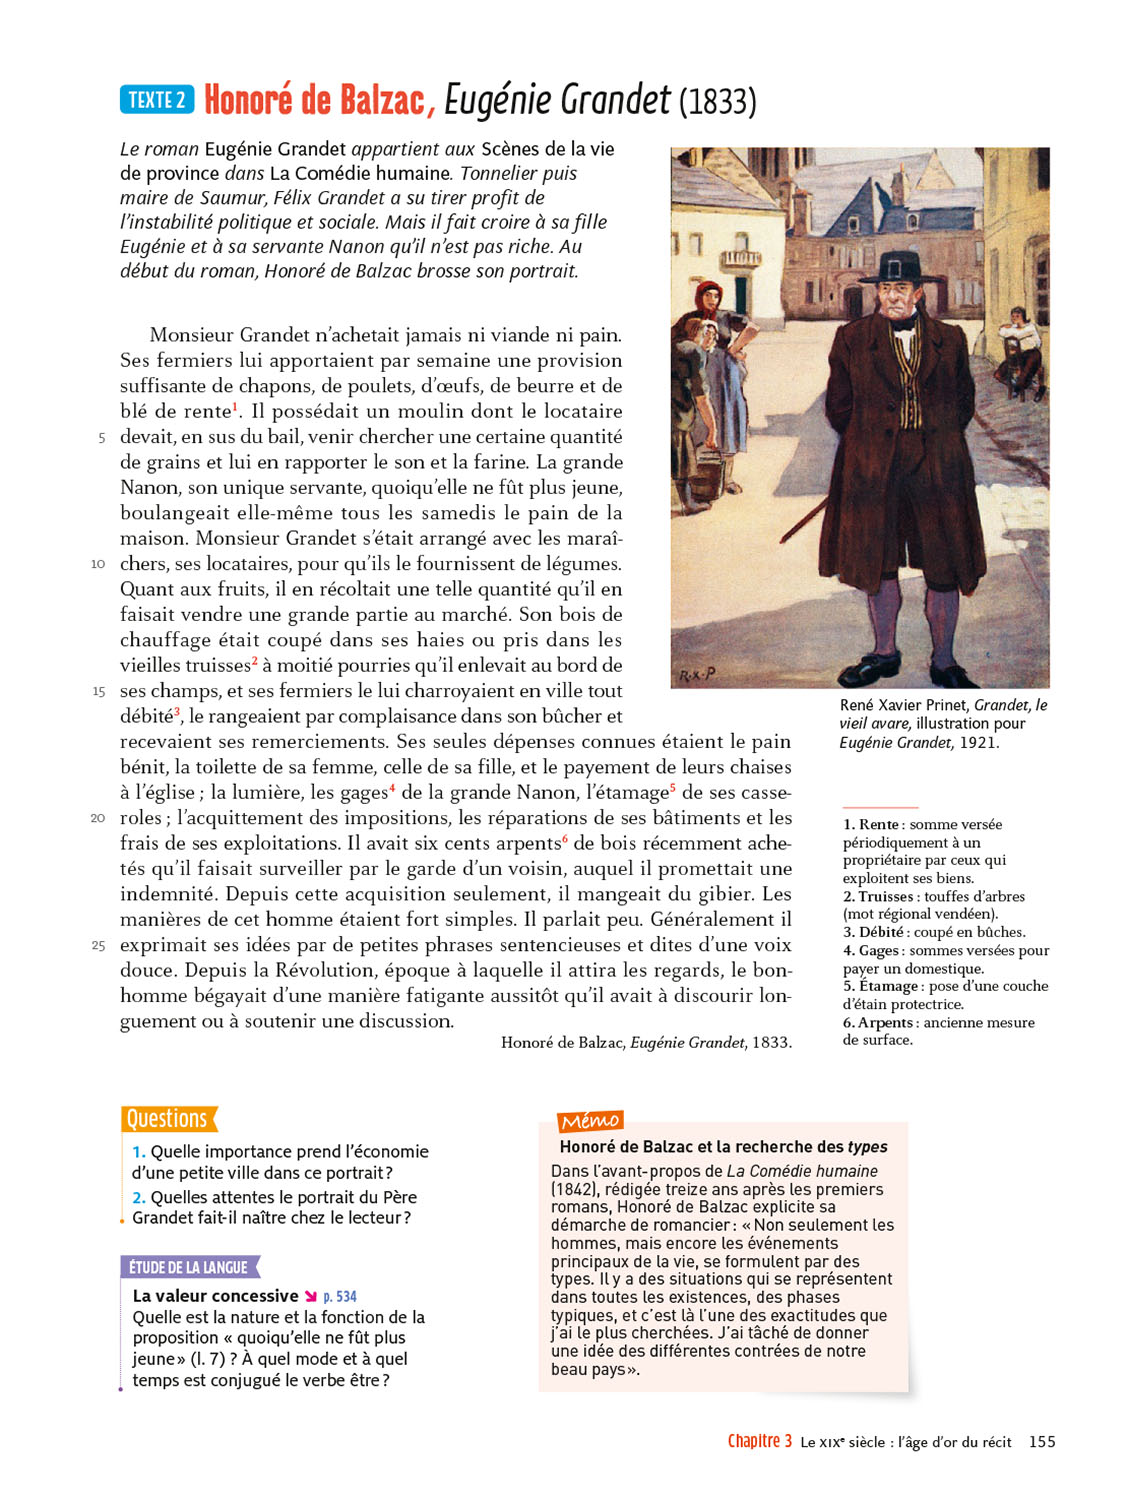 TEXTE 2 Honoré de Balzac, Eugénie Grandet (1833)
Le roman Eugénie Grandet appartient aux Scènes de la vie
de province dans La Comédie humaine. Tonnelier puis
maire de Saumur, Félix Grandet a su tirer profit de
l’instabilité politique et sociale. Mais il fait croire à sa fille
Eugénie et à sa servante Nanon qu’il n’est pas riche. Au
début du roman, Honoré de Balzac brosse son portrait.
Monsieur Grandet n’achetait jamais ni viande ni pain.
Ses fermiers lui apportaient par semaine une provision
suffisante de chapons, de poulets, d’œufs, de beurre et de
blé de rente1. Il possédait un moulin dont le locataire
5 devait, en sus du bail, venir chercher une certaine quantité
de grains et lui en rapporter le son et la farine. La grande
Nanon, son unique servante, quoiqu’elle ne fût plus jeune,
boulangeait elle-même tous les samedis le pain de la
maison. Monsieur Grandet s’était arrangé avec les maraî-
10 chers, ses locataires, pour qu’ils le fournissent de légumes.
Quant aux fruits, il en récoltait une telle quantité qu’il en
faisait vendre une grande partie au marché. Son bois de
chauffage était coupé dans ses haies ou pris dans les
vieilles truisses2 à moitié pourries qu’il enlevait au bord de
15 ses champs, et ses fermiers le lui charroyaient en ville tout
débité3, le rangeaient par complaisance dans son bûcher et
recevaient ses remerciements. Ses seules dépenses connues étaient le pain
bénit, la toilette de sa femme, celle de sa fille, et le payement de leurs chaises
à l’église ; la lumière, les gages4 de la grande Nanon, l’étamage5 de ses casse-
20 roles ; l’acquittement des impositions, les réparations de ses bâtiments et les
frais de ses exploitations. Il avait six cents arpents6 de bois récemment ache-
tés qu’il faisait surveiller par le garde d’un voisin, auquel il promettait une
indemnité. Depuis cette acquisition seulement, il mangeait du gibier. Les
manières de cet homme étaient fort simples. Il parlait peu. Généralement il
25 exprimait ses idées par de petites phrases sentencieuses et dites d’une voix
douce. Depuis la Révolution, époque à laquelle il attira les regards, le bon-
homme bégayait d’une manière fatigante aussitôt qu’il avait à discourir lon-
guement ou à soutenir une discussion.
Honoré de Balzac, Eugénie Grandet, 1833.
R.X.P
René Xavier Prinet, Grandet, le
vieil avare, illustration pour
Eugénie Grandet, 1921.
1. Rente : somme versée
périodiquement à un
propriétaire par ceux qui
exploitent ses biens.
2. Truisses : touffes d’arbres
(mot régional vendéen).
3. Débité : coupé en bûches.
4. Gages : sommes versées pour
payer un domestique.
5. Étamage : pose d’une couche
d’étain protectrice.
6. Arpents : ancienne mesure
de surface.
Questions
1. Quelle importance prend l’économie
d’une petite ville dans ce portrait ?
2. Quelles attentes le portrait du Père
Grandet fait-il naître chez le lecteur ?
ÉTUDE DE LA LANGUE
La valeur concessive ↘ p. 534
Quelle est la nature et la fonction de la
proposition « quoiqu’elle ne fût plus
jeune » (l. 7) ? À quel mode et à quel
temps est conjugué le verbe être ?
Mémo
Honoré de Balzac et la recherche des types
Dans l’avant-propos de La Comédie humaine
(1842), rédigée treize ans après les premiers
romans, Honoré de Balzac explicite sa
démarche de romancier : « Non seulement les
hommes, mais encore les événements
principaux de la vie, se formulent par des
types. Il y a des situations qui se représentent
dans toutes les existences, des phases
typiques, et c’est là l’une des exactitudes que
j’ai le plus cherchées. J’ai tâché de donner
une idée des différentes contrées de notre
beau pays ».
Chapitre 3 Le XIXe siècle : l’âge d’or du récit 155